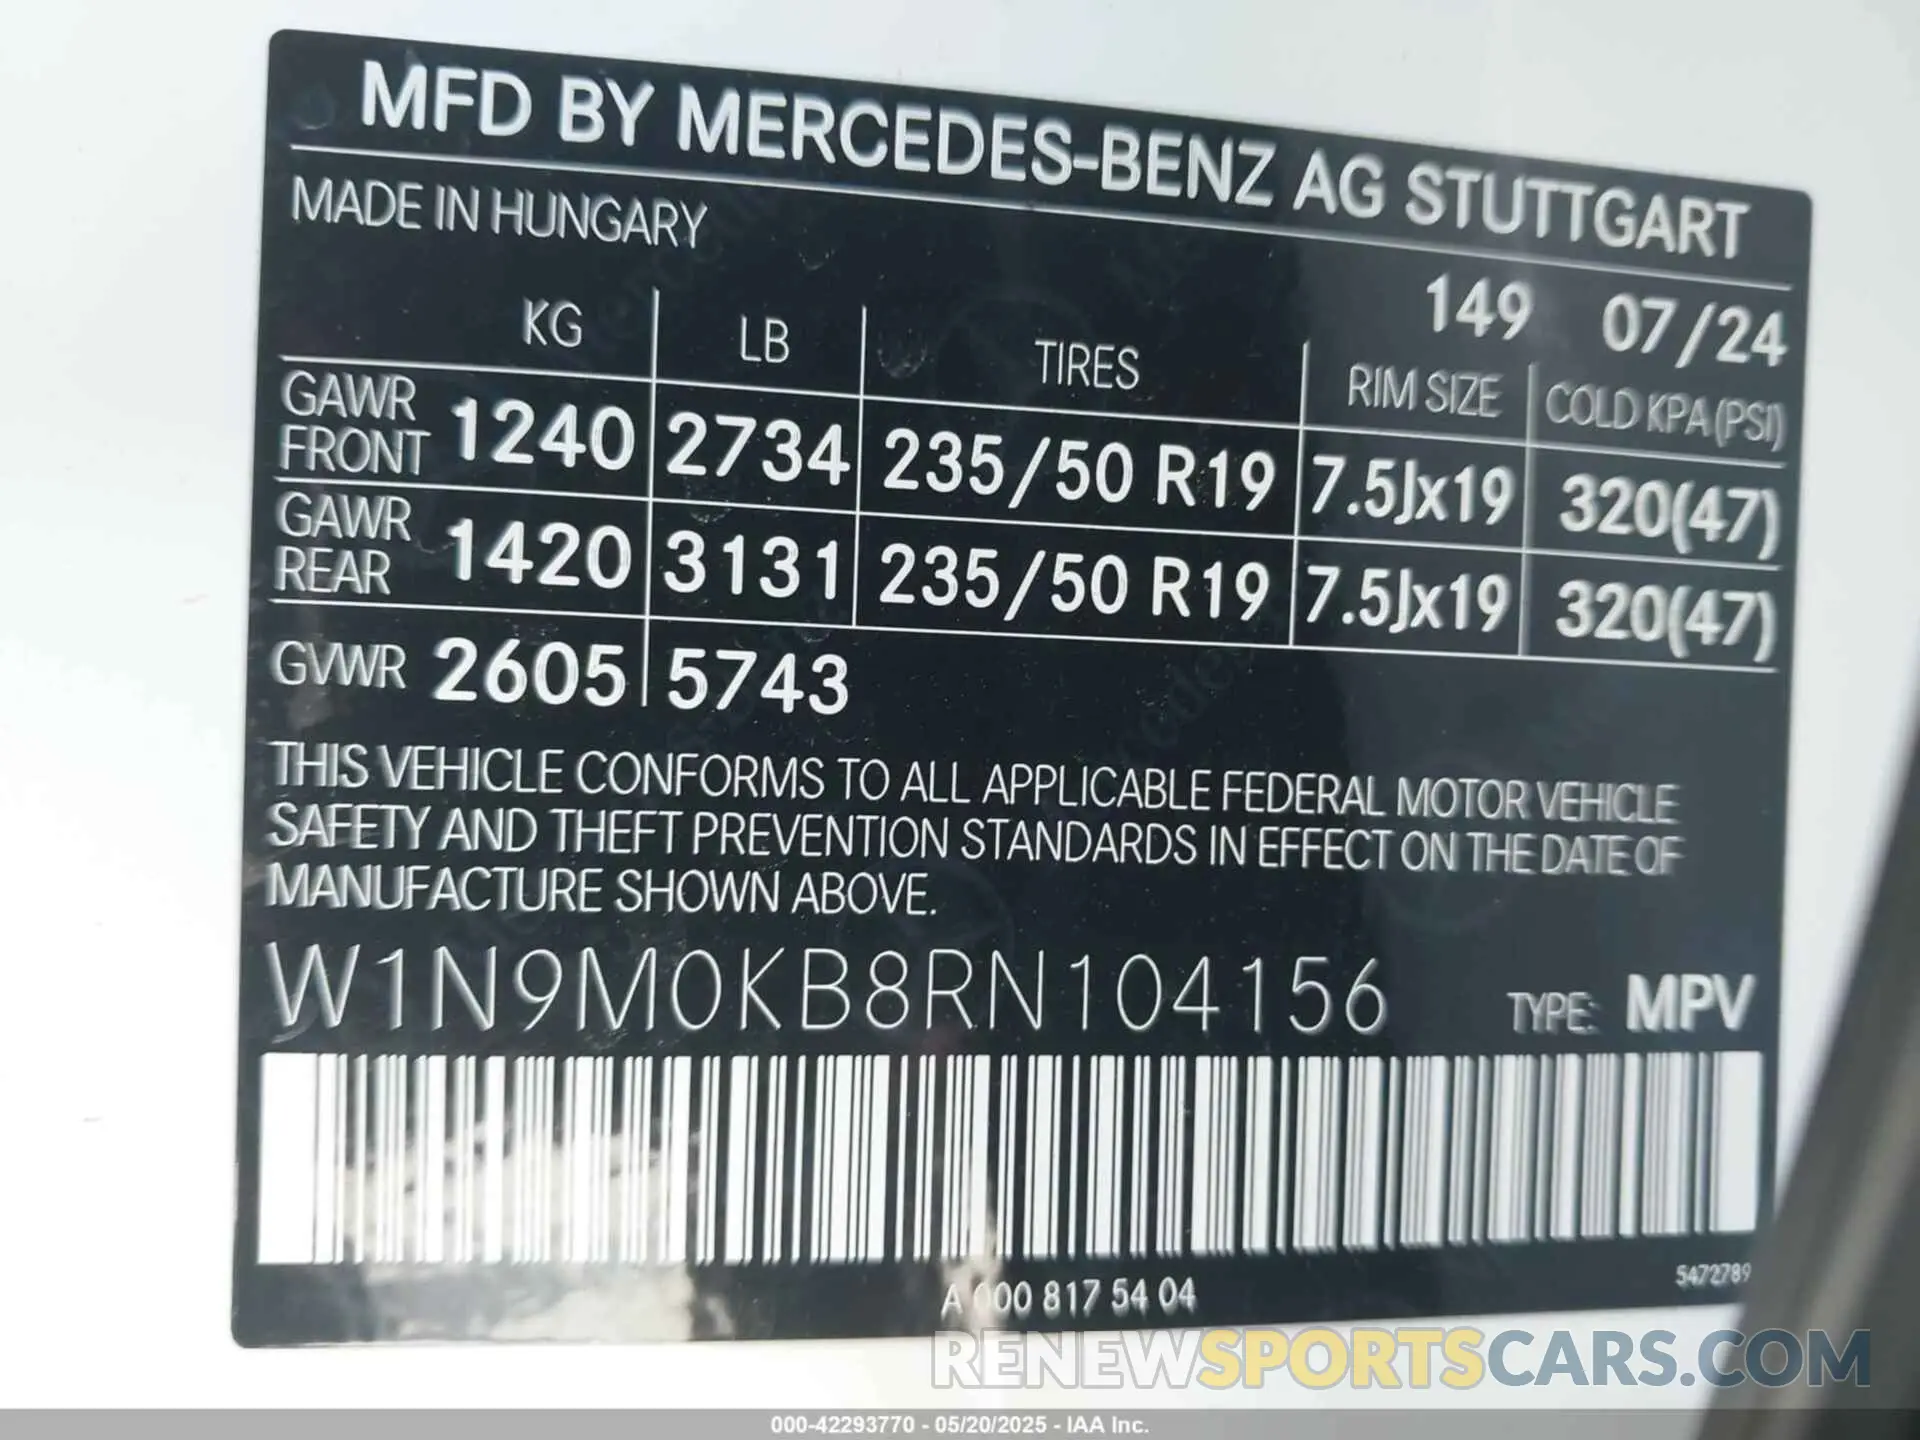 MFD BY MERCEDES-BENZ AG STUTTGART
MADE IN HUNGARY
149 07/24
KG LB TIRES RIM SIZE COLD KPA (PSI)
GAWR FRONT 1240 2734 235/50 R19 7.5Jx19 320(47)
GAWR REAR 1420 3131 235/50 R19 7.5Jx19 320(47)
GVWR 2605 5743
THIS VEHICLE CONFORMS TO ALL APPLICABLE FEDERAL MOTOR VEHICLE
SAFETY AND THEFT PREVENTION STANDARDS IN EFFECT ON THE DATE OF
MANUFACTURE SHOWN ABOVE.
W1N9M0KB8RN104156 TYPE: MPV
A 000 817 54 04 5472789
RENEWSPORTSCARS.COM
000-42293770 - 05/20/2025 - IAA Inc.